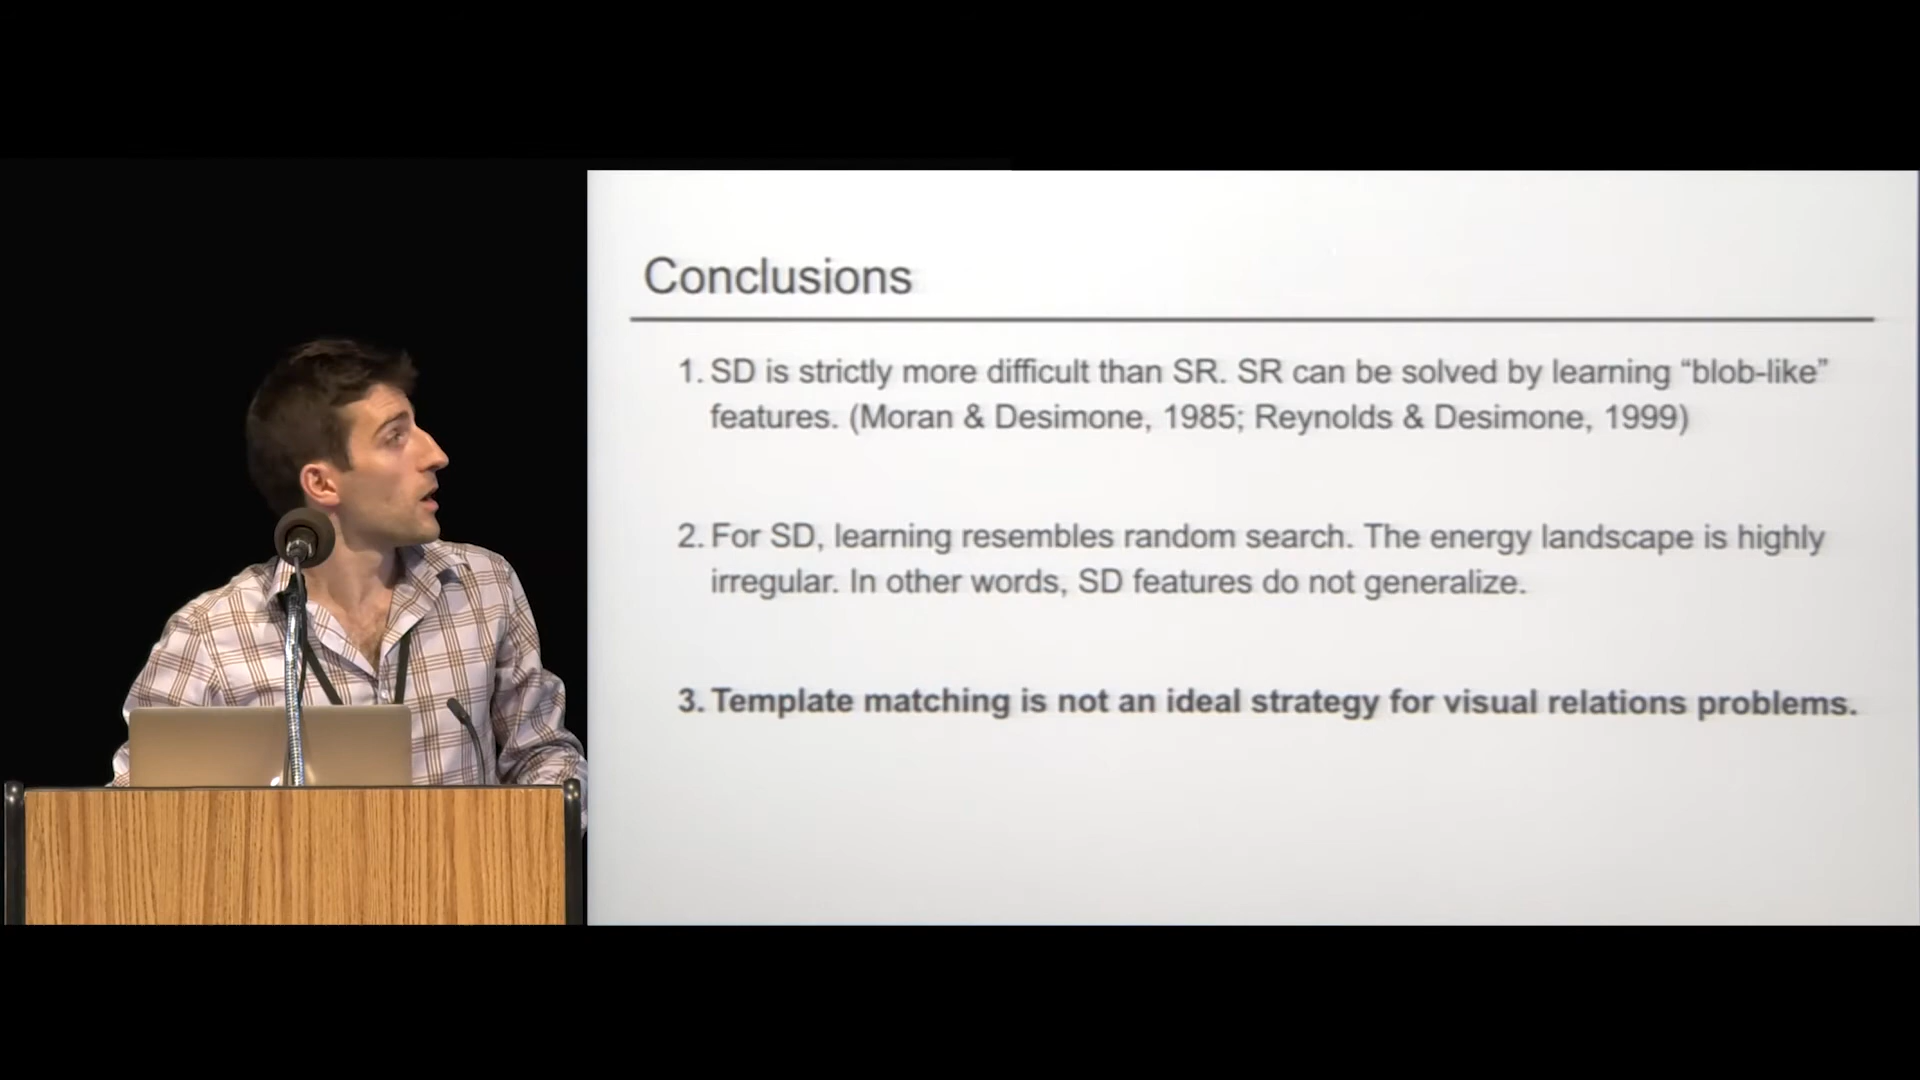 Conclusions
1. SD is strictly more difficult than SR. SR can be solved by learning “blob-like”
features. (Moran & Desimone, 1985; Reynolds & Desimone, 1999)
2. For SD, learning resembles random search. The energy landscape is highly
irregular. In other words, SD features do not generalize.
3. Template matching is not an ideal strategy for visual relations problems.